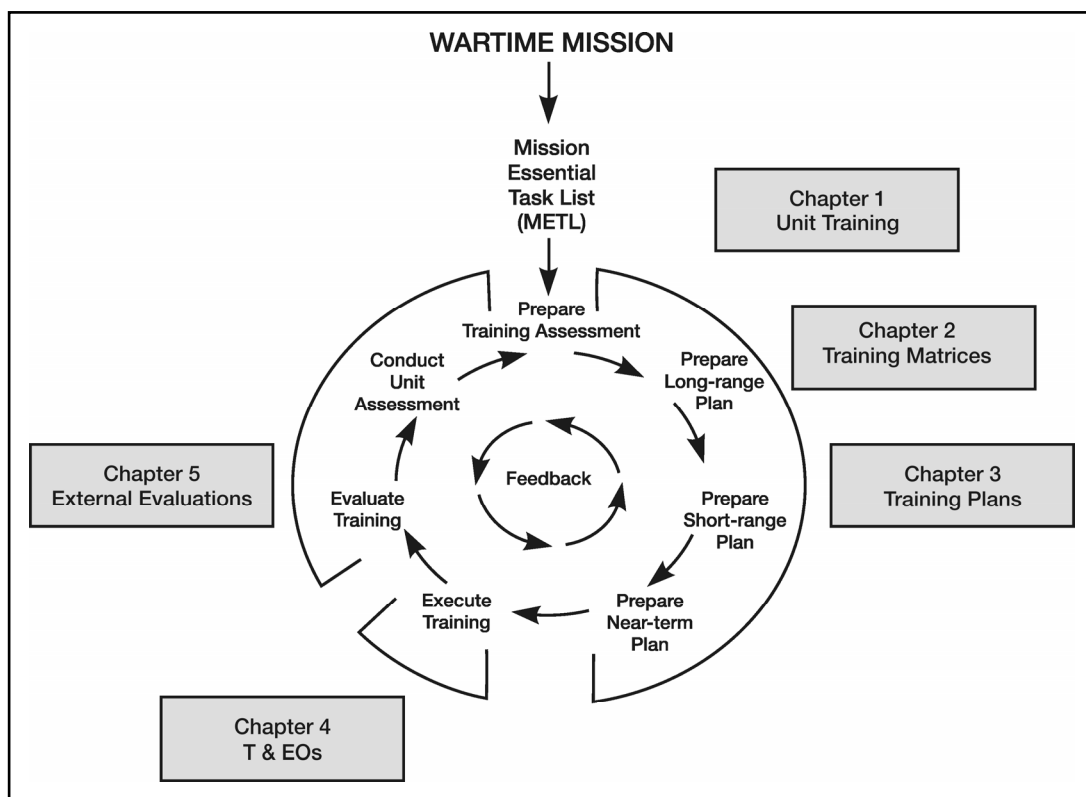 WARTIME MISSION
Mission
Essential
Task List
(METL)
Chapter 1
Unit Training
Prepare
Training Assessment
Chapter 2
Training Matrices
Conduct
Unit
Assessment
Prepare
Long-range
Plan
Chapter 5
External Evaluations
Feedback
Chapter 3
Training Plans
Evaluate
Training
Prepare
Short-range
Plan
Execute
Training
Prepare
Near-term
Plan
Chapter 4
T & EOs